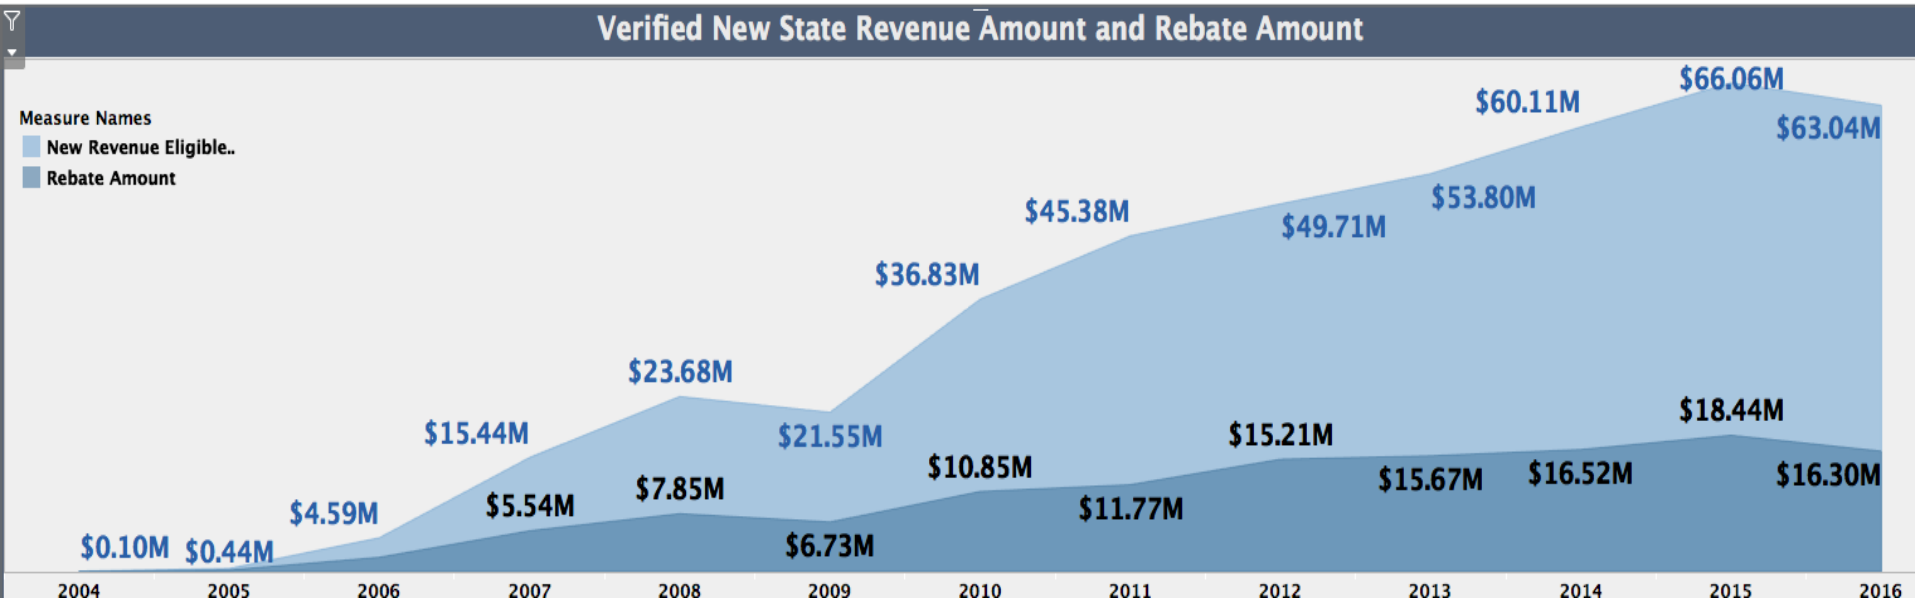 Verified New State Revenue Amount and Rebate Amount
Measure Names
New Revenue Eligible..
Rebate Amount
$66.06M
$60.11M
$63.04M
$53.80M
$45.38M
$49.71M
$36.83M
$23.68M
$18.44M
$15.44M
$21.55M
$15.21M
$10.85M
$15.67M
$16.52M
$16.30M
$7.85M
$5.54M
$4.59M
$11.77M
$0.10M
$0.44M
$6.73M
2004 2005 2006 2007 2008 2009 2010 2011 2012 2013 2014 2015 2016